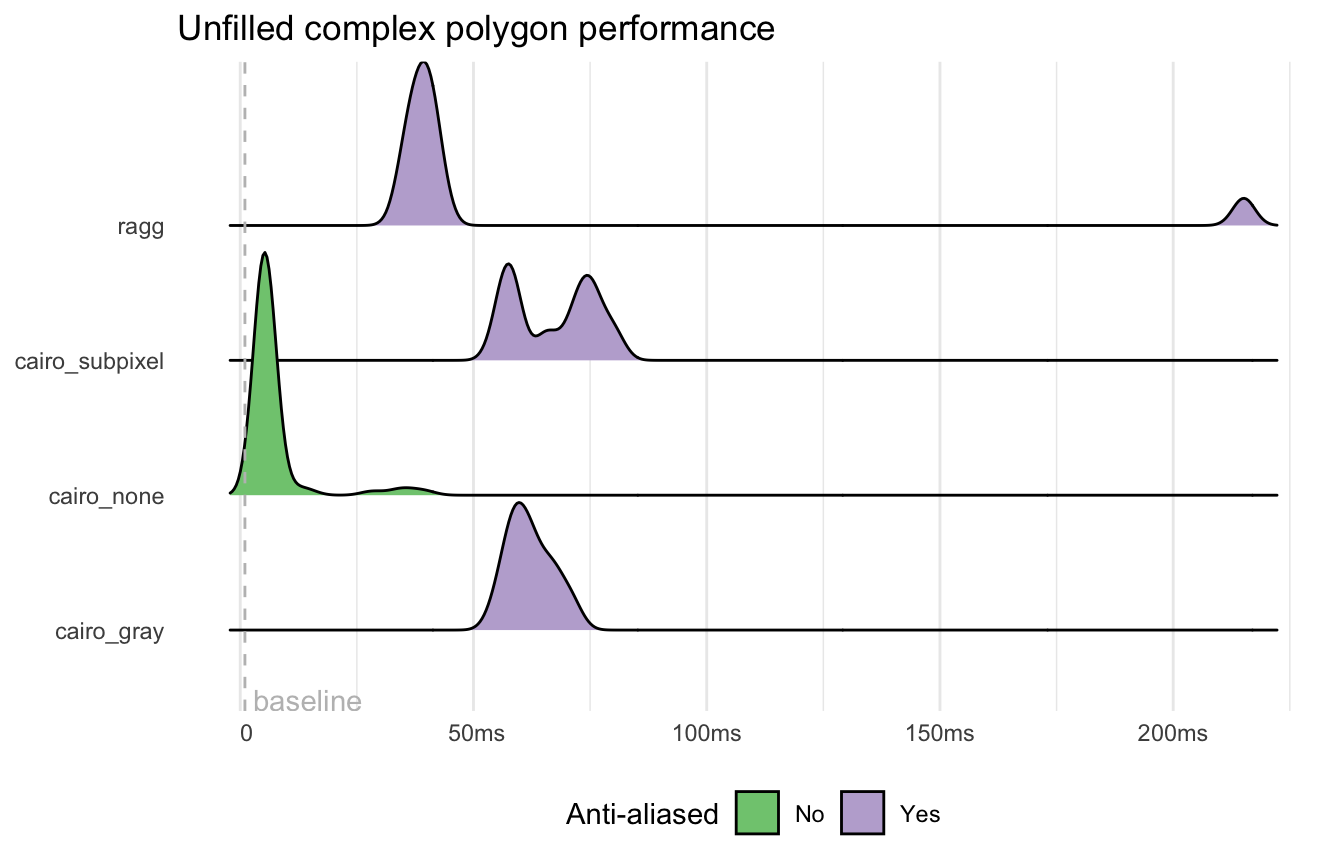 Unfilled complex polygon performance
ragg
cairo_subpixel
cairo_none
cairo_gray
baseline
0 50ms 100ms 150ms 200ms
Anti-aliased No Yes